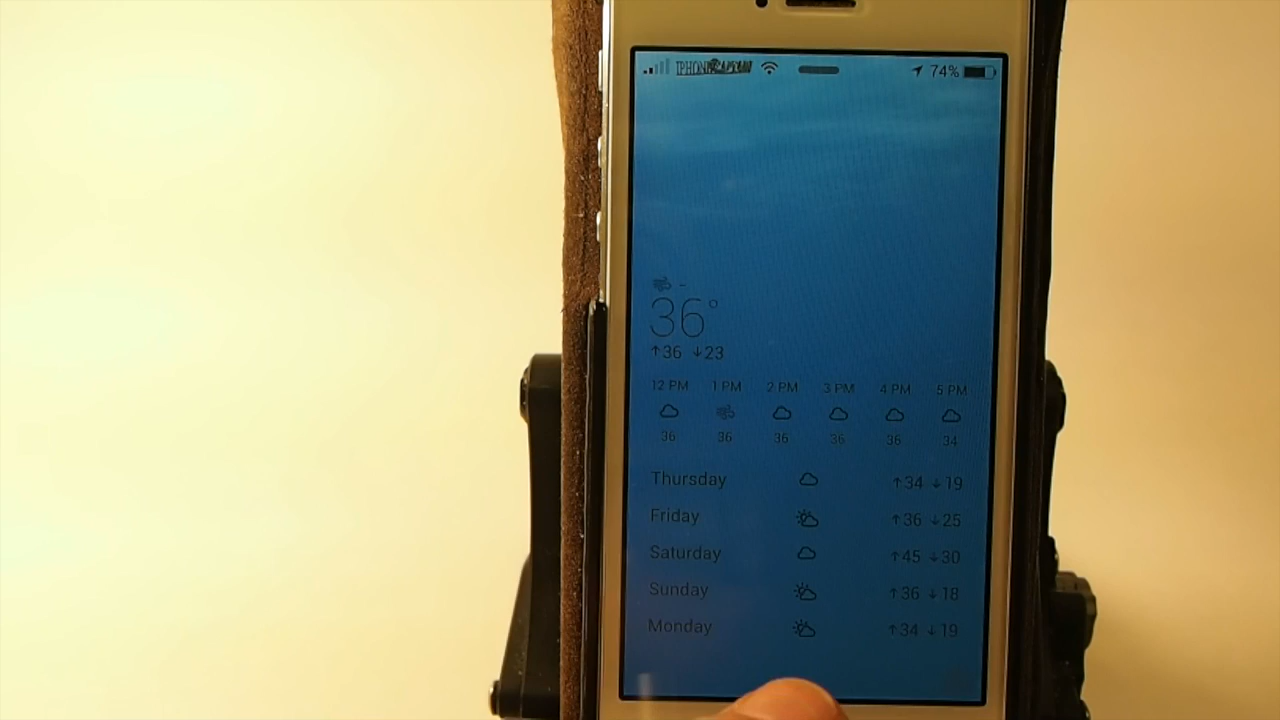 74%
-
36°
↑36 ↓23
12 PM 1 PM 2 PM 3 PM 4 PM 5 PM
36 36 36 36 36 34
Thursday ↑34 ↓19
Friday ↑36 ↓25
Saturday ↑45 ↓30
Sunday ↑36 ↓18
Monday ↑34 ↓19